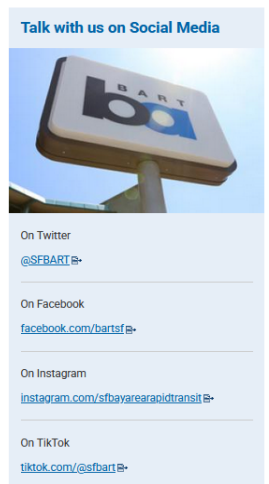 Talk with us on Social Media
BART
ba
On Twitter
@SFBART
On Facebook
facebook.com/bartsf
On Instagram
instagram.com/sfbayarearapidtransit
On TikTok
tiktok.com/@sfbart